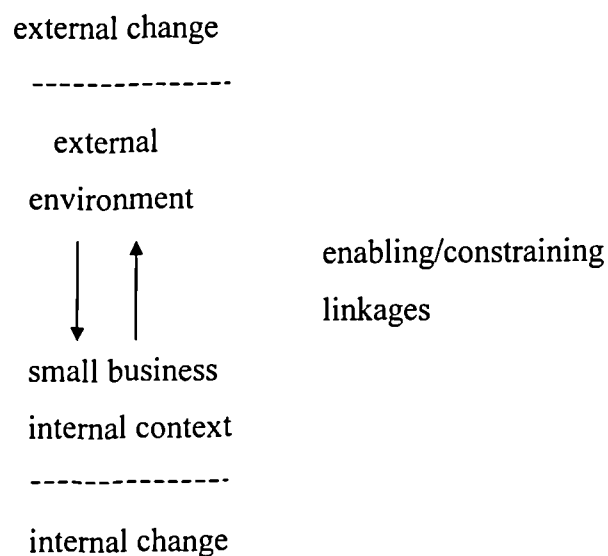 external change
external
environment
enabling/constraining
linkages
small business
internal context
internal change